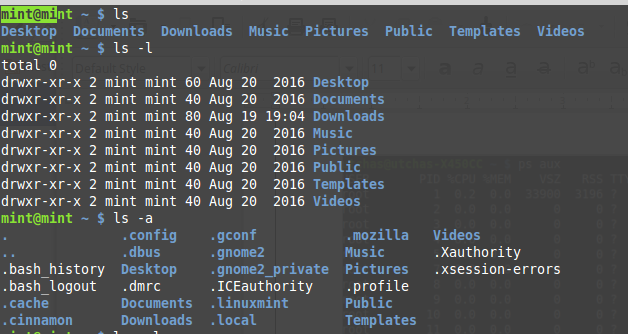 mint@mint ~ $ ls
Desktop  Documents  Downloads  Music  Pictures  Public  Templates  Videos
mint@mint ~ $ ls -l
total 0
drwxr-xr-x 2 mint mint 60 Aug 20  2016 Desktop
drwxr-xr-x 2 mint mint 40 Aug 20  2016 Documents
drwxr-xr-x 2 mint mint 80 Aug 19 19:04 Downloads
drwxr-xr-x 2 mint mint 40 Aug 20  2016 Music
drwxr-xr-x 2 mint mint 40 Aug 20  2016 Pictures
drwxr-xr-x 2 mint mint 40 Aug 20  2016 Public
drwxr-xr-x 2 mint mint 40 Aug 20  2016 Templates
drwxr-xr-x 2 mint mint 40 Aug 20  2016 Videos
mint@mint ~ $ ls -a
.              .config    .gconf          .mozilla   Videos
..             .dbus      .gnome2         Music      .Xauthority
.bash_history  Desktop    .gnome2_private Pictures   .xsession-errors
.bash_logout   .dmrc      .ICEauthority   .profile
.cache         Documents  .linuxmint      Public
.cinnamon      Downloads  .local          Templates